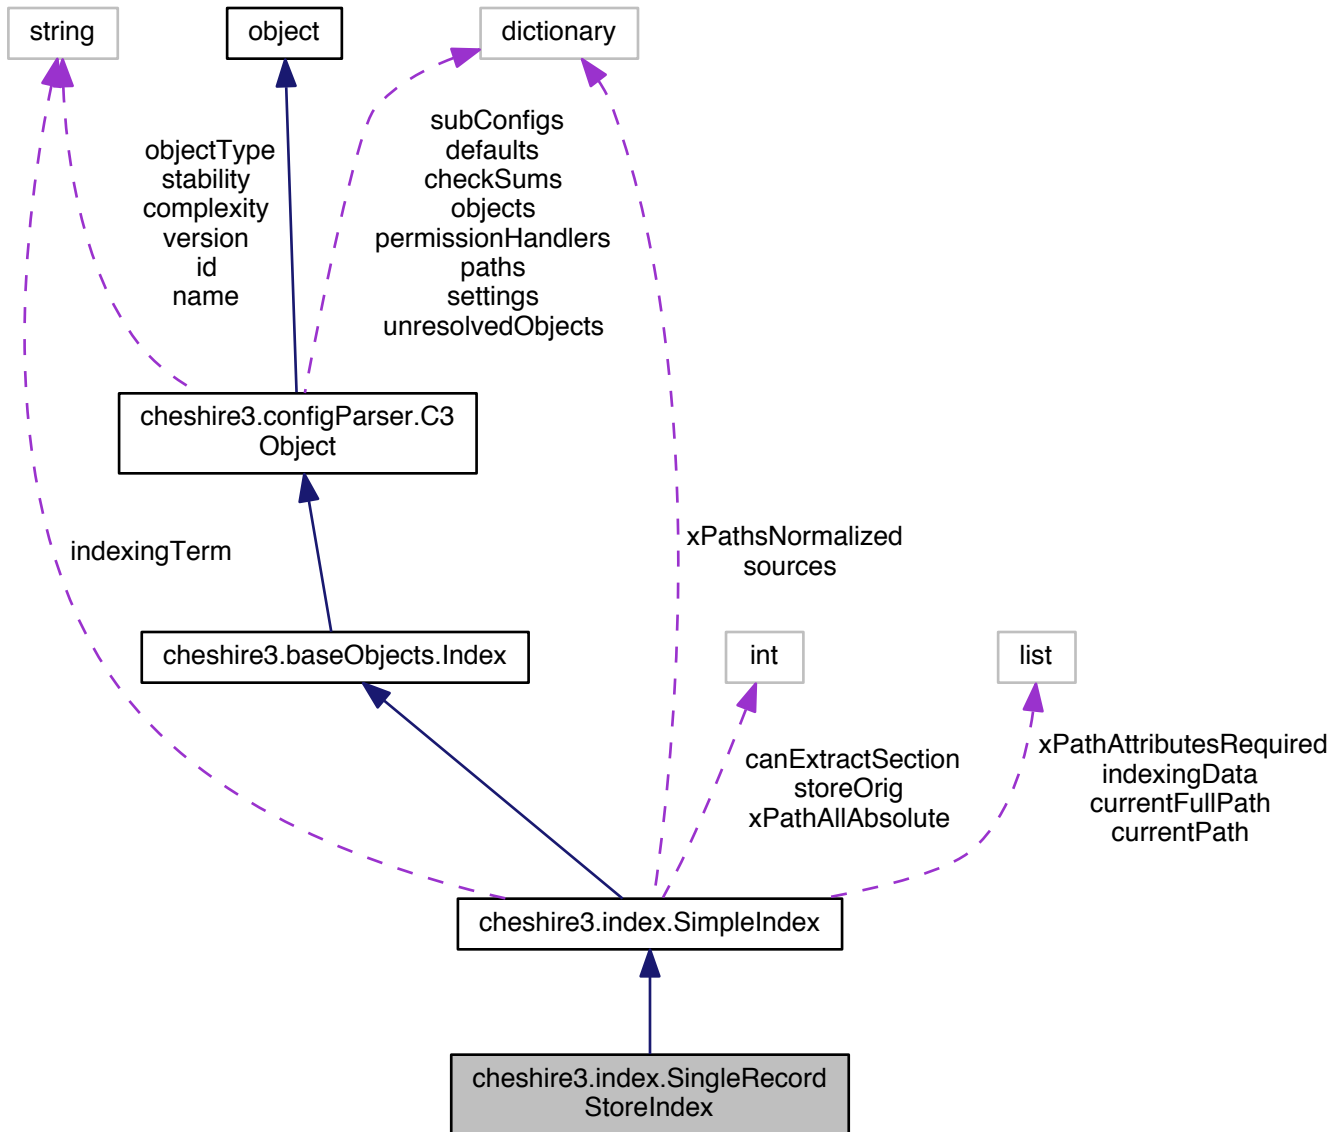 string
object
dictionary
subConfigs
defaults
checkSums
objects
permissionHandlers
paths
settings
unresolvedObjects
objectType
stability
complexity
version
id
name
cheshire3.configParser.C3
Object
indexingTerm
xPathsNormalized
sources
cheshire3.baseObjects.Index
int
list
canExtractSection
storeOrig
xPathAllAbsolute
xPathAttributesRequired
indexingData
currentFullPath
currentPath
cheshire3.index.SimpleIndex
cheshire3.index.SingleRecord
StoreIndex